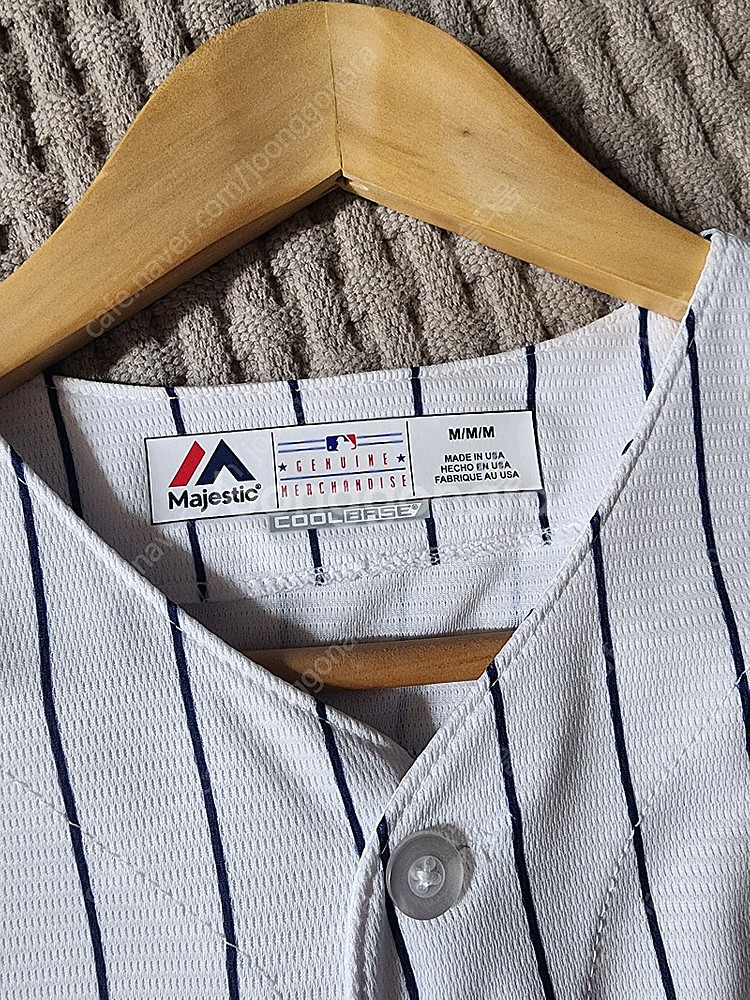 Majestic®
GENUINE
MERCHANDISE
M/M/M
MADE IN USA
HECHO EN USA
FABRIQUE AU USA
COOLBASE®
cafe.naver.com/joonggonara